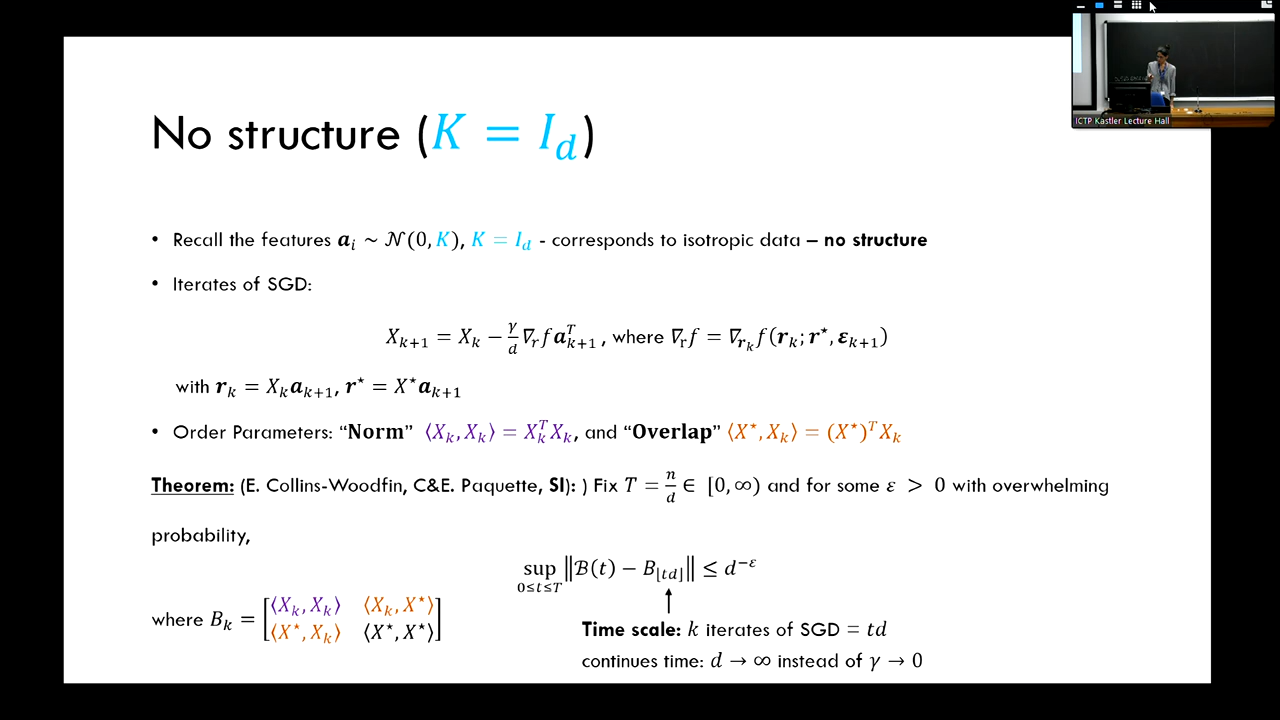 ICTP Kastler Lecture Hall
No structure (K = I_d)
• Recall the features a_i ~ 𝒩(0, K), K = I_d - corresponds to isotropic data – no structure
• Iterates of SGD:
X_{k+1} = X_k − γ/d ∇_r f a_{k+1}^T , where ∇_r f = ∇_{r_k} f(r_k; r^⋆, ε_{k+1})
with r_k = X_k a_{k+1}, r^⋆ = X^⋆ a_{k+1}
• Order Parameters: “Norm” ⟨X_k, X_k⟩ = X_k^T X_k, and “Overlap” ⟨X^⋆, X_k⟩ = (X^⋆)^T X_k
Theorem: (E. Collins-Woodfin, C&E. Paquette, SI): ) Fix T = n/d ∈ [0, ∞) and for some ε > 0 with overwhelming
probability,
sup_{0≤t≤T} ‖ℬ(t) − B_{⌊td⌋}‖ ≤ d^{−ε}
where B_k = [⟨X_k, X_k⟩ ⟨X_k, X^⋆⟩
⟨X^⋆, X_k⟩ ⟨X^⋆, X^⋆⟩]
Time scale: k iterates of SGD = td
continues time: d → ∞ instead of γ → 0